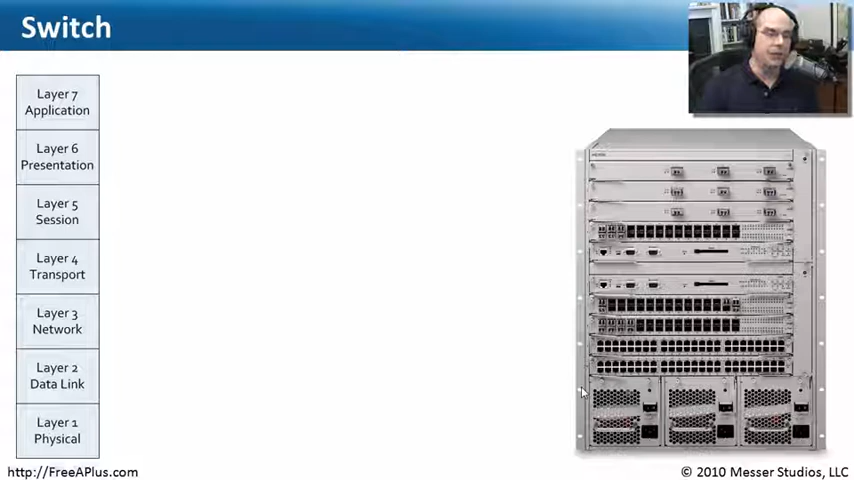 Switch
Layer 7
Application
Layer 6
Presentation
Layer 5
Session
Layer 4
Transport
Layer 3
Network
Layer 2
Data Link
Layer 1
Physical
http://FreeAPlus.com
© 2010 Messer Studios, LLC